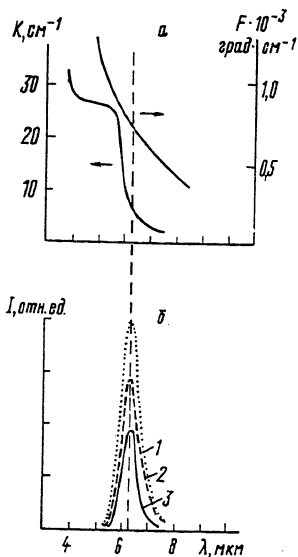 K, см⁻¹
а
F·10⁻³
град·см⁻¹
30
20
10
1,0
0,5
I, отн.ед.
б
1
2
3
4 6 8 λ, мкм